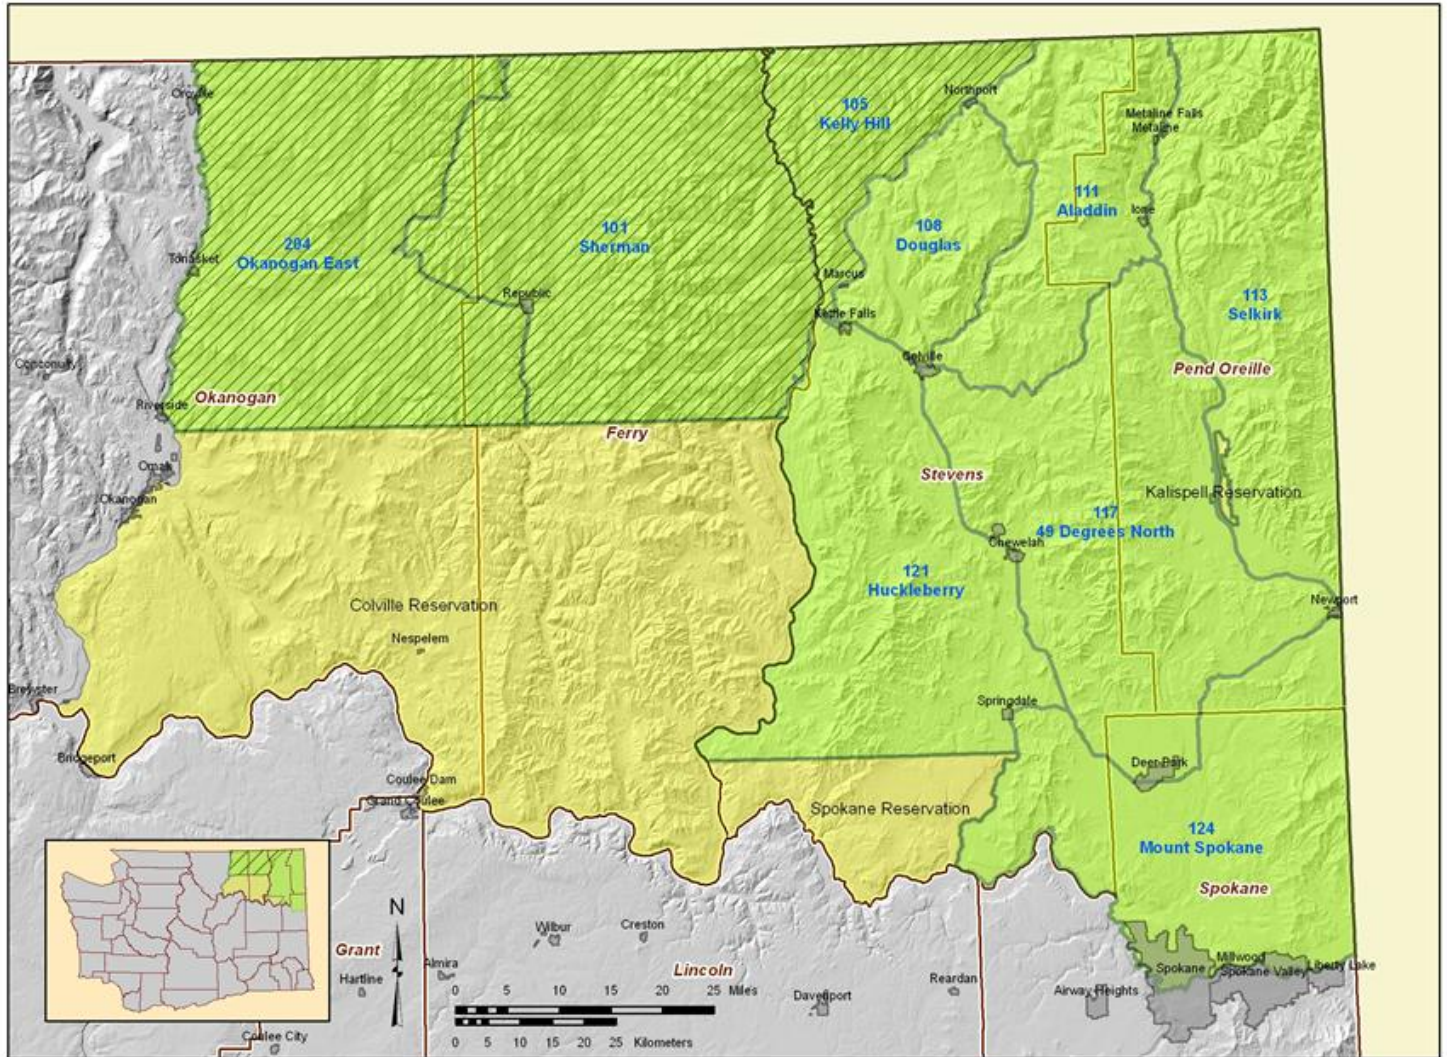 Oroville
105
Kelly Hill
Northport
Metaline Falls
Metaline
111
Aladdin
Ione
108
Douglas
101
Sherman
204
Okanogan East
Tonasket
Marcus
Republic
Kettle Falls
113
Selkirk
Conconully
Colville
Pend Oreille
Okanogan
Riverside
Ferry
Omak
Stevens
Kalispell Reservation
Okanogan
117
49 Degrees North
Chewelah
121
Huckleberry
Colville Reservation
Newport
Nespelem
Brewster
Springdale
Bridgeport
Deer Park
Coulee Dam
Grand Coulee
Spokane Reservation
124
Mount Spokane
Spokane
N
Wilbur
Creston
Grant
Almira
Lincoln
Hartline
Reardan
Davenport
Airway Heights
Spokane
Millwood
Spokane Valley
Liberty Lake
0 5 10 15 20 25 Miles
0 5 10 15 20 25 Kilometers
Coulee City